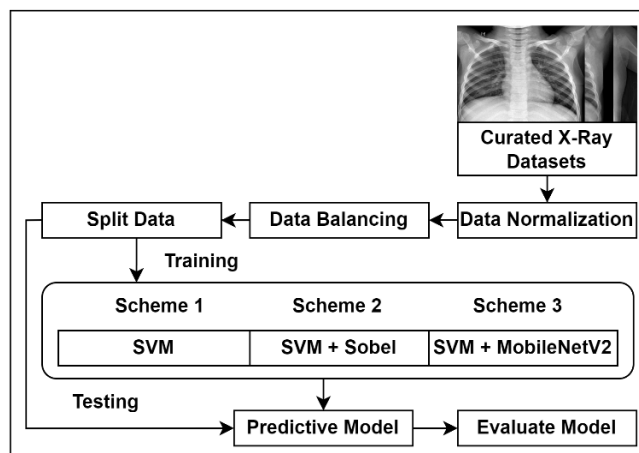 Curated X-Ray
Datasets
Split Data
Data Balancing
Data Normalization
Training
Scheme 1
Scheme 2
Scheme 3
SVM
SVM + Sobel
SVM + MobileNetV2
Testing
Predictive Model
Evaluate Model